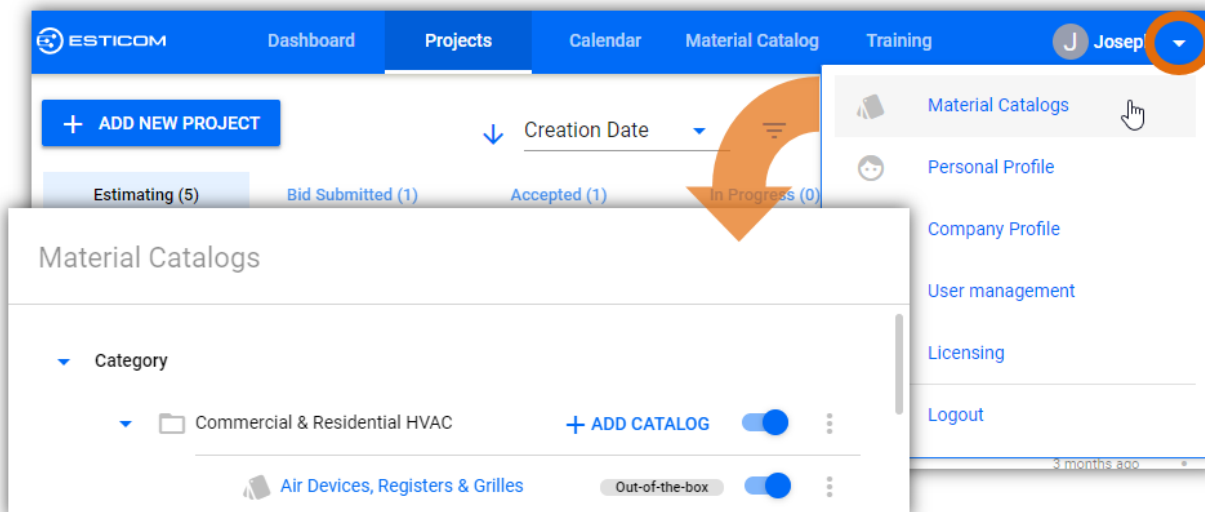 ESTICOM Dashboard Projects Calendar Material Catalog Training J Joseph
+ ADD NEW PROJECT Creation Date
Estimating (5) Bid Submitted (1) Accepted (1) In Progress (0)
Material Catalogs
Personal Profile
Company Profile
User management
Licensing
Logout
3 months ago
Material Catalogs
Category
Commercial & Residential HVAC + ADD CATALOG
Air Devices, Registers & Grilles Out-of-the-box